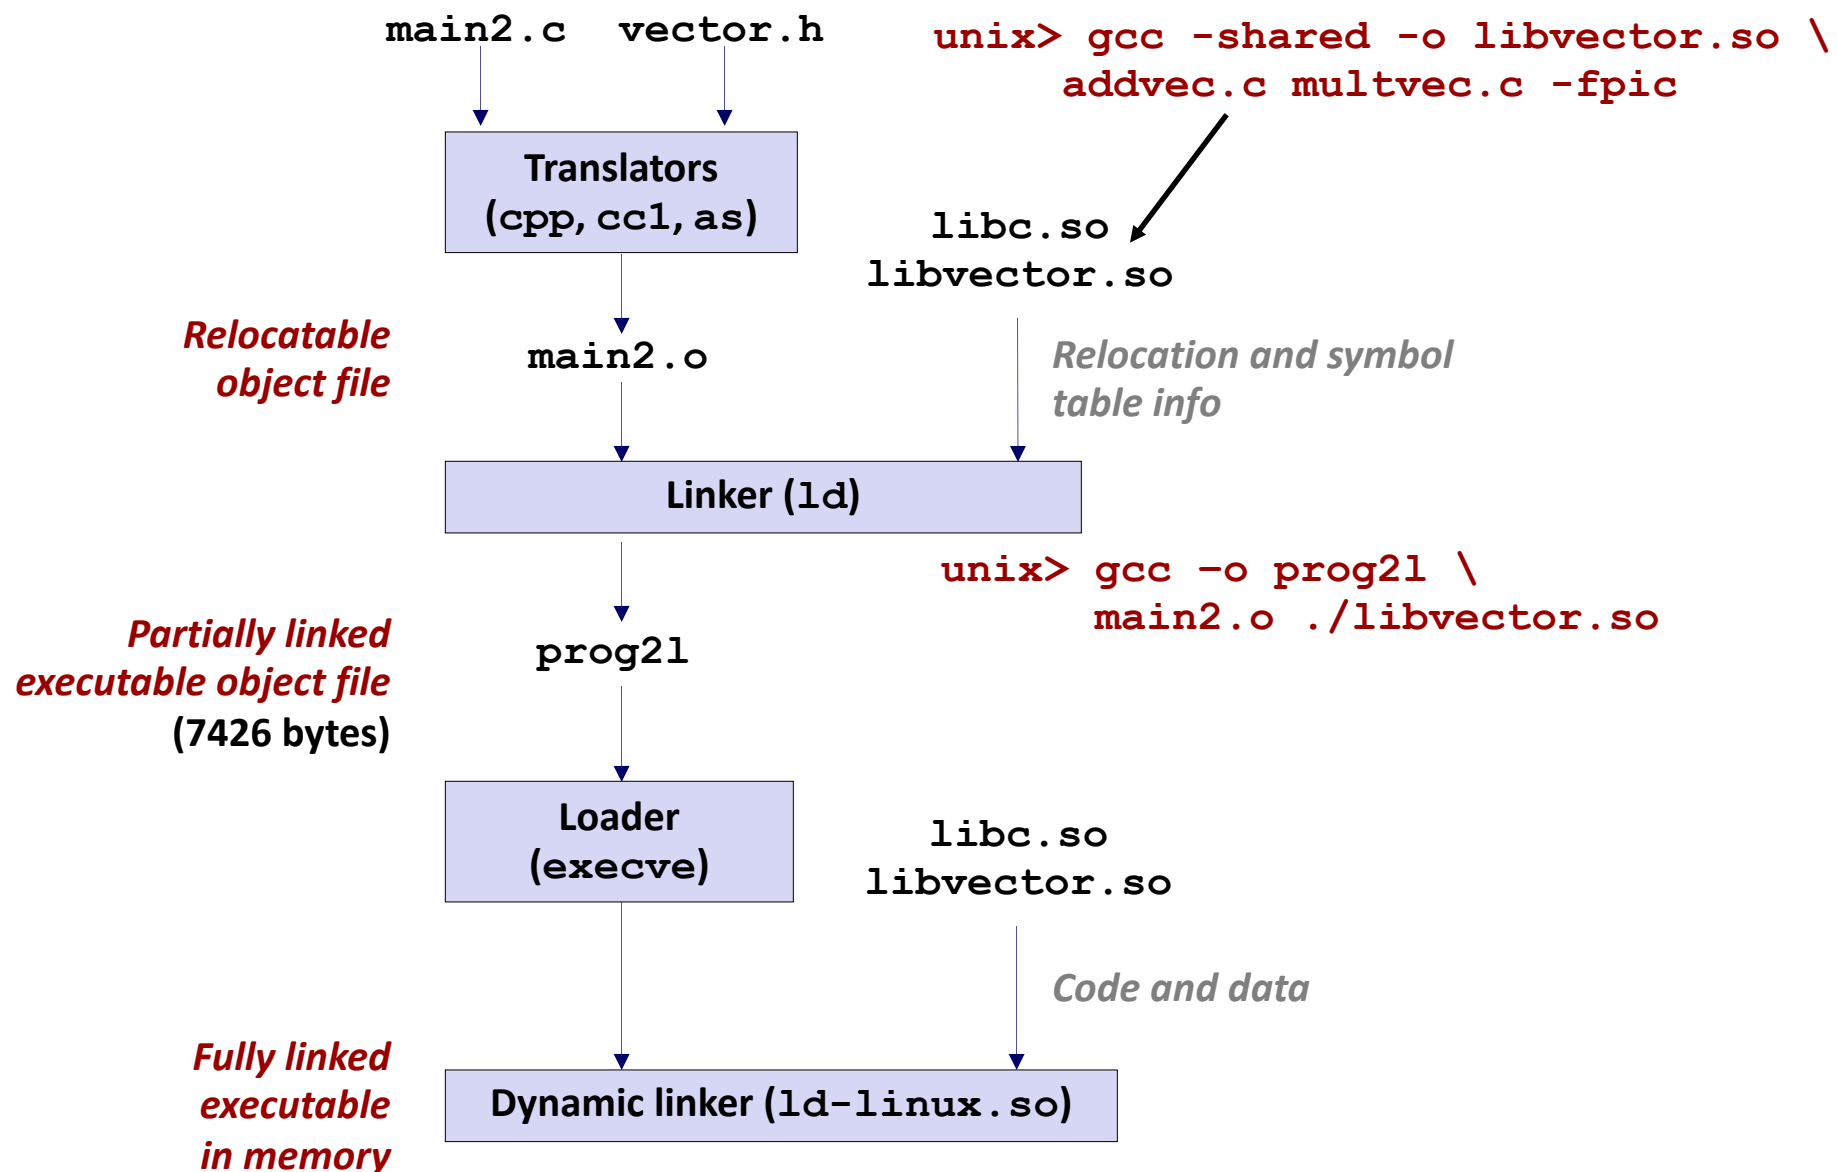 main2.c vector.h
unix> gcc -shared -o libvector.so \
addvec.c multvec.c -fpic
Translators
(cpp, cc1, as)
libc.so
libvector.so
Relocatable
object file
main2.o
Relocation and symbol
table info
Linker (ld)
unix> gcc –o prog2l \
main2.o ./libvector.so
Partially linked
executable object file
(7426 bytes)
prog2l
Loader
(execve)
libc.so
libvector.so
Code and data
Fully linked
executable
in memory
Dynamic linker (ld-linux.so)